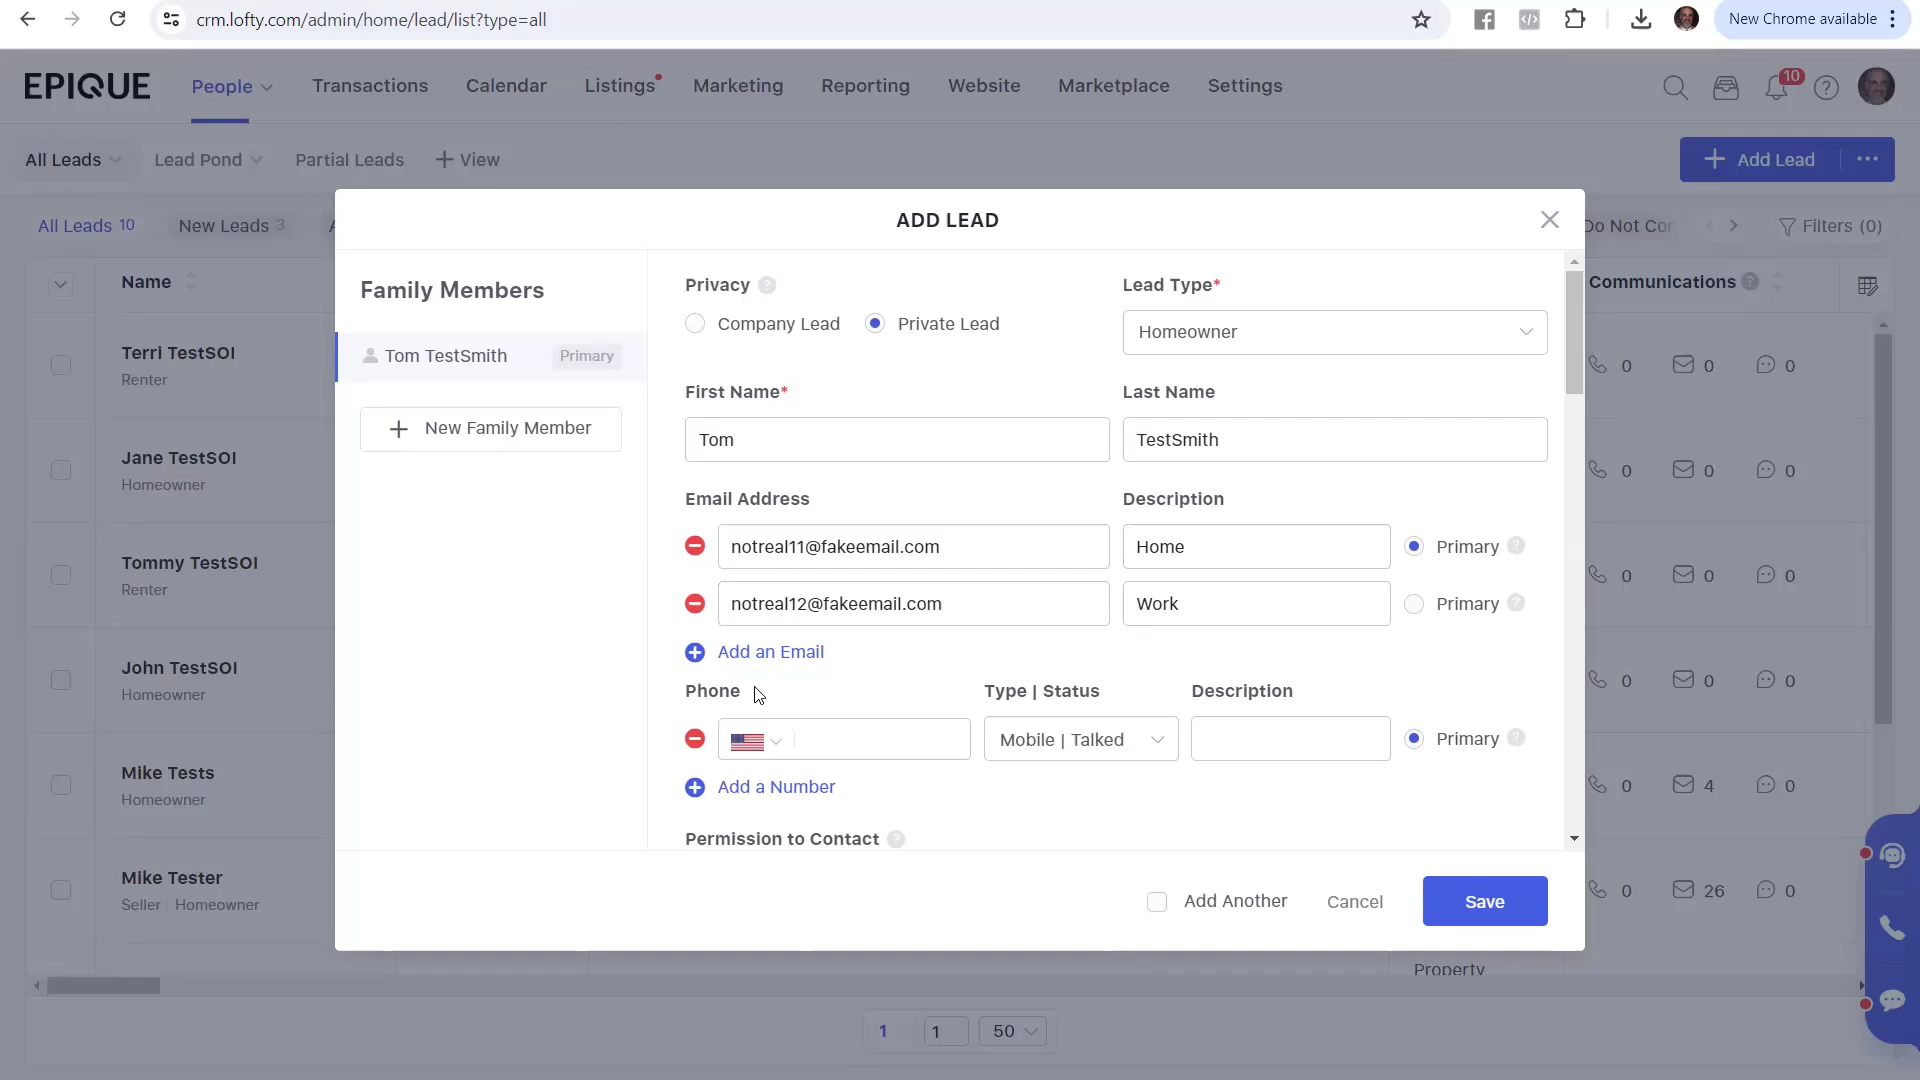 crm.lofty.com/admin/home/lead/list?type=all
New Chrome available
EPIQUE
People
Transactions
Calendar
Listings
Marketing
Reporting
Website
Marketplace
Settings
10
?
All Leads
Lead Pond
Partial Leads
+ View
+ Add Lead
All Leads 10
New Leads 3
Do Not Con
Filters (0)
Name
Communications ?
Terri TestSOI
Renter
0 0 0
Jane TestSOI
Homeowner
0 0 0
Tommy TestSOI
Renter
0 0 0
John TestSOI
Homeowner
0 0 0
Mike Tests
Homeowner
0 4 0
Mike Tester
Seller | Homeowner
0 26 0
Property
1 1 50
ADD LEAD
Family Members
Tom TestSmith Primary
+ New Family Member
Privacy ?
Company Lead
Private Lead
Lead Type*
Homeowner
First Name*
Tom
Last Name
TestSmith
Email Address
Description
notreal11@fakeemail.com
Home
Primary ?
notreal12@fakeemail.com
Work
Primary ?
Add an Email
Phone
Type | Status
Description
Mobile | Talked
Primary ?
Add a Number
Permission to Contact ?
Add Another
Cancel
Save